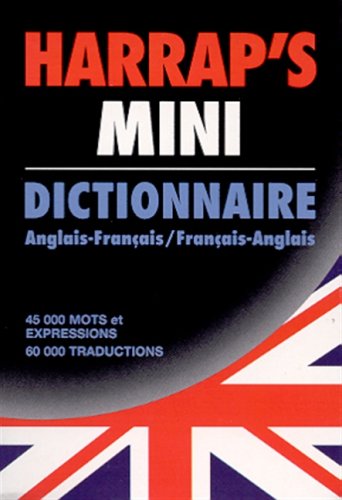 HARRAP'S
MINI
DICTIONNAIRE
Anglais-Français/Français-Anglais
45 000 MOTS et
EXPRESSIONS
60 000 TRADUCTIONS